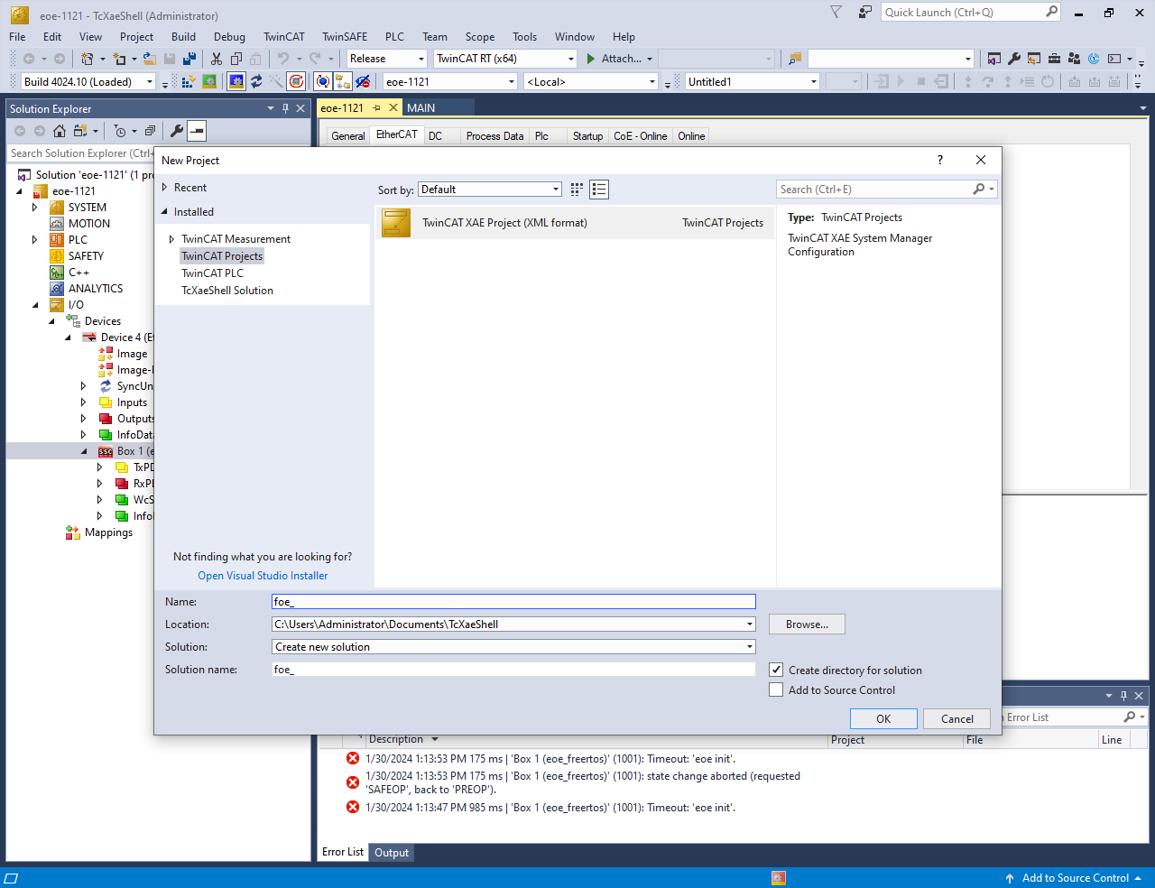 eoe-1121 - TcXaeShell (Administrator)
Quick Launch (Ctrl+Q)
File Edit View Project Build Debug TwinCAT TwinSAFE PLC Team Scope Tools Window Help
Release TwinCAT RT (x64) Attach...
Build 4024.10 (Loaded) eoe-1121 <Local> Untitled1
Solution Explorer
Search Solution Explorer (Ctrl+
Solution 'eoe-1121' (1 pr
eoe-1121
SYSTEM
MOTION
PLC
SAFETY
C++
ANALYTICS
I/O
Devices
Device 4 (Et
Image
Image-I
SyncUn
Inputs
Outputs
InfoData
Box 1 (e
TxPD
RxPD
WcS
Info
Mappings
eoe-1121 MAIN
General EtherCAT DC Process Data Plc Startup CoE - Online Online
New Project
?
Recent
Installed
TwinCAT Measurement
TwinCAT Projects
TwinCAT PLC
TcXaeShell Solution
Not finding what you are looking for?
Open Visual Studio Installer
Sort by: Default
TwinCAT XAE Project (XML format) TwinCAT Projects
Search (Ctrl+E)
Type: TwinCAT Projects
TwinCAT XAE System Manager
Configuration
Name: foe_
Location: C:\Users\Administrator\Documents\TcXaeShell
Browse...
Solution: Create new solution
Solution name: foe_
Create directory for solution
Add to Source Control
OK Cancel
Error List
Description Project File Line
1/30/2024 1:13:53 PM 175 ms | 'Box 1 (eoe_freertos)' (1001): Timeout: 'eoe init'.
1/30/2024 1:13:53 PM 175 ms | 'Box 1 (eoe_freertos)' (1001): state change aborted (requested
'SAFEOP', back to 'PREOP').
1/30/2024 1:13:47 PM 985 ms | 'Box 1 (eoe_freertos)' (1001): Timeout: 'eoe init'.
Error List Output
Add to Source Control